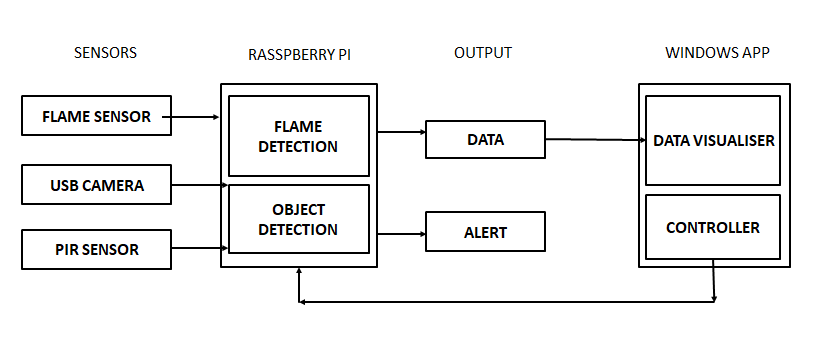 SENSORS
RASSPBERRY PI
OUTPUT
WINDOWS APP
FLAME SENSOR
USB CAMERA
PIR SENSOR
FLAME
DETECTION
OBJECT
DETECTION
DATA
ALERT
DATA VISUALISER
CONTROLLER